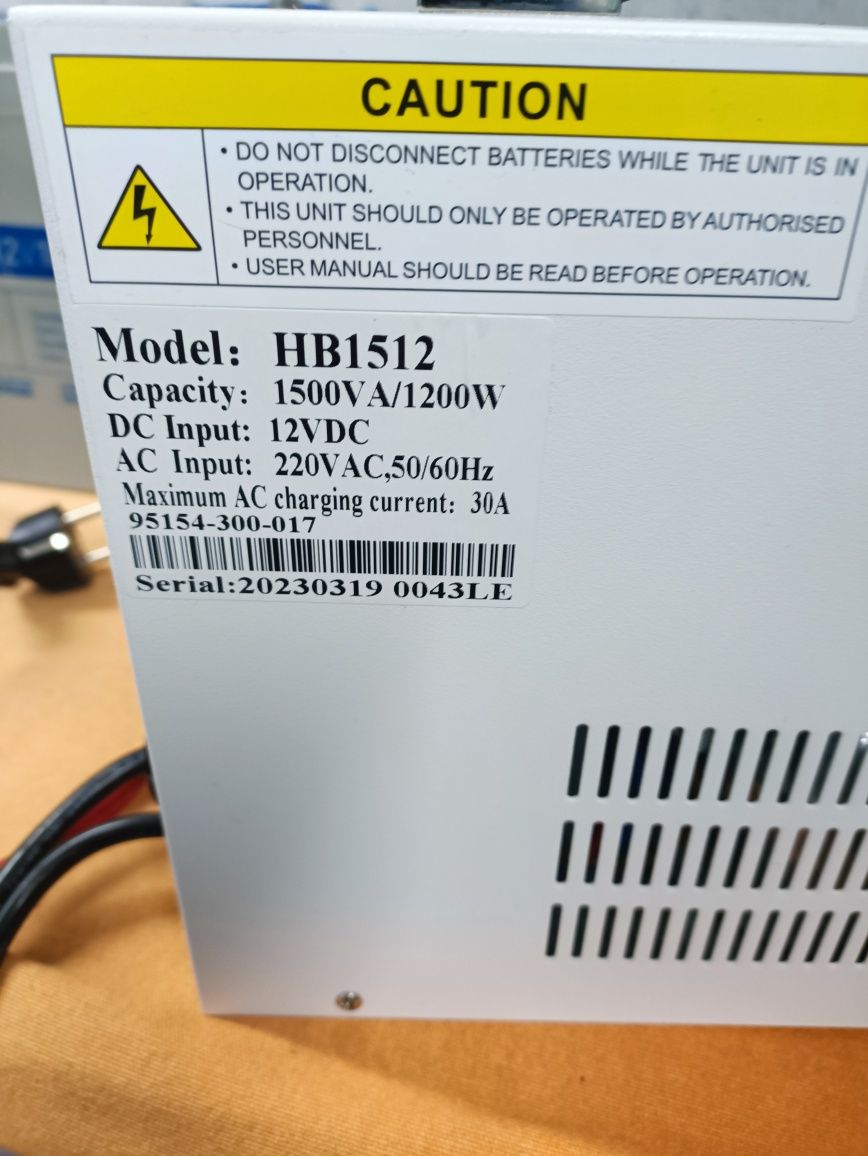 CAUTION
• DO NOT DISCONNECT BATTERIES WHILE THE UNIT IS IN
OPERATION.
• THIS UNIT SHOULD ONLY BE OPERATED BY AUTHORISED
PERSONNEL.
• USER MANUAL SHOULD BE READ BEFORE OPERATION.
Model: HB1512
Capacity: 1500VA/1200W
DC Input: 12VDC
AC Input: 220VAC,50/60Hz
Maximum AC charging current: 30A
95154-300-017
Serial:20230319 0043LE